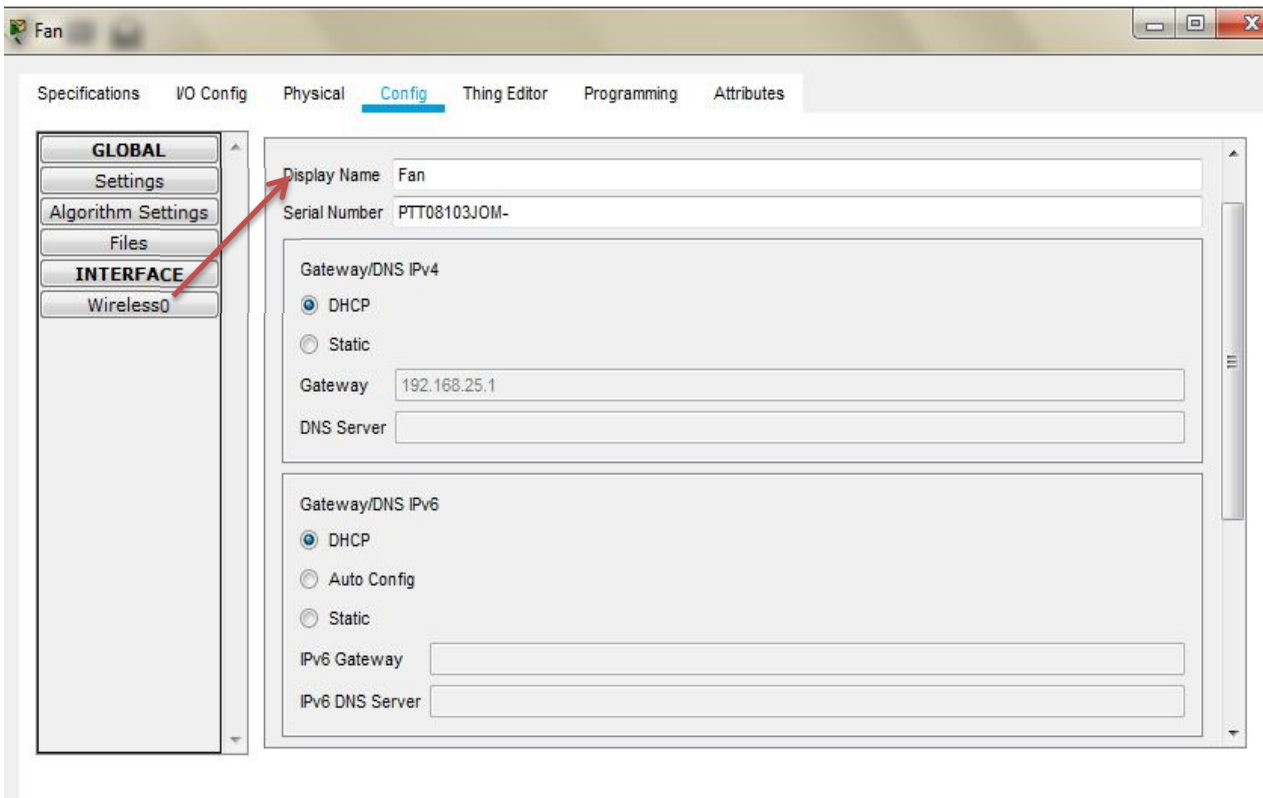 Fan
Specifications I/O Config Physical Config Thing Editor Programming Attributes
GLOBAL
Settings
Algorithm Settings
Files
INTERFACE
Wireless0
Display Name Fan
Serial Number PTT08103JOM-
Gateway/DNS IPv4
DHCP
Static
Gateway 192.168.25.1
DNS Server
Gateway/DNS IPv6
DHCP
Auto Config
Static
IPv6 Gateway
IPv6 DNS Server